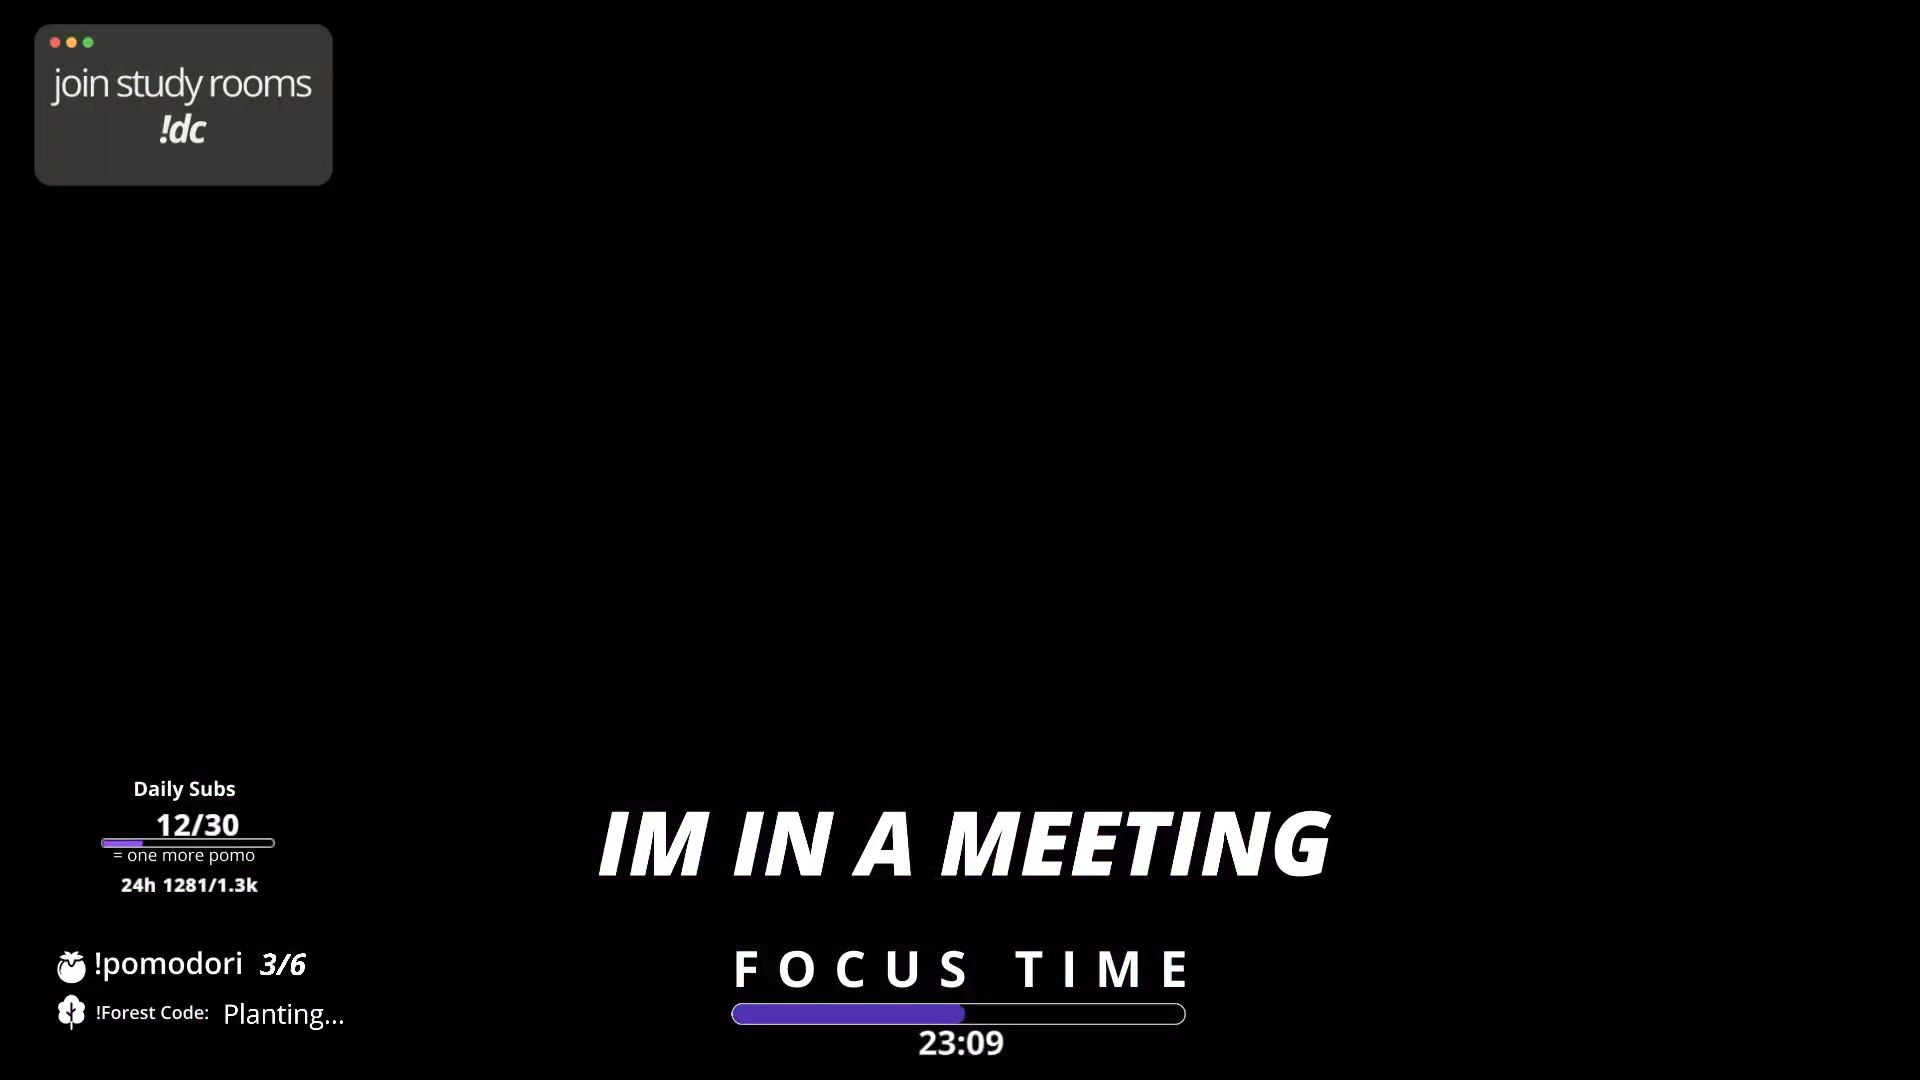 join study rooms
!dc
Daily Subs
12/30
= one more pomo
24h 1281/1.3k
IM IN A MEETING
!pomodori 3/6
!Forest Code: Planting...
FOCUS TIME
23:09